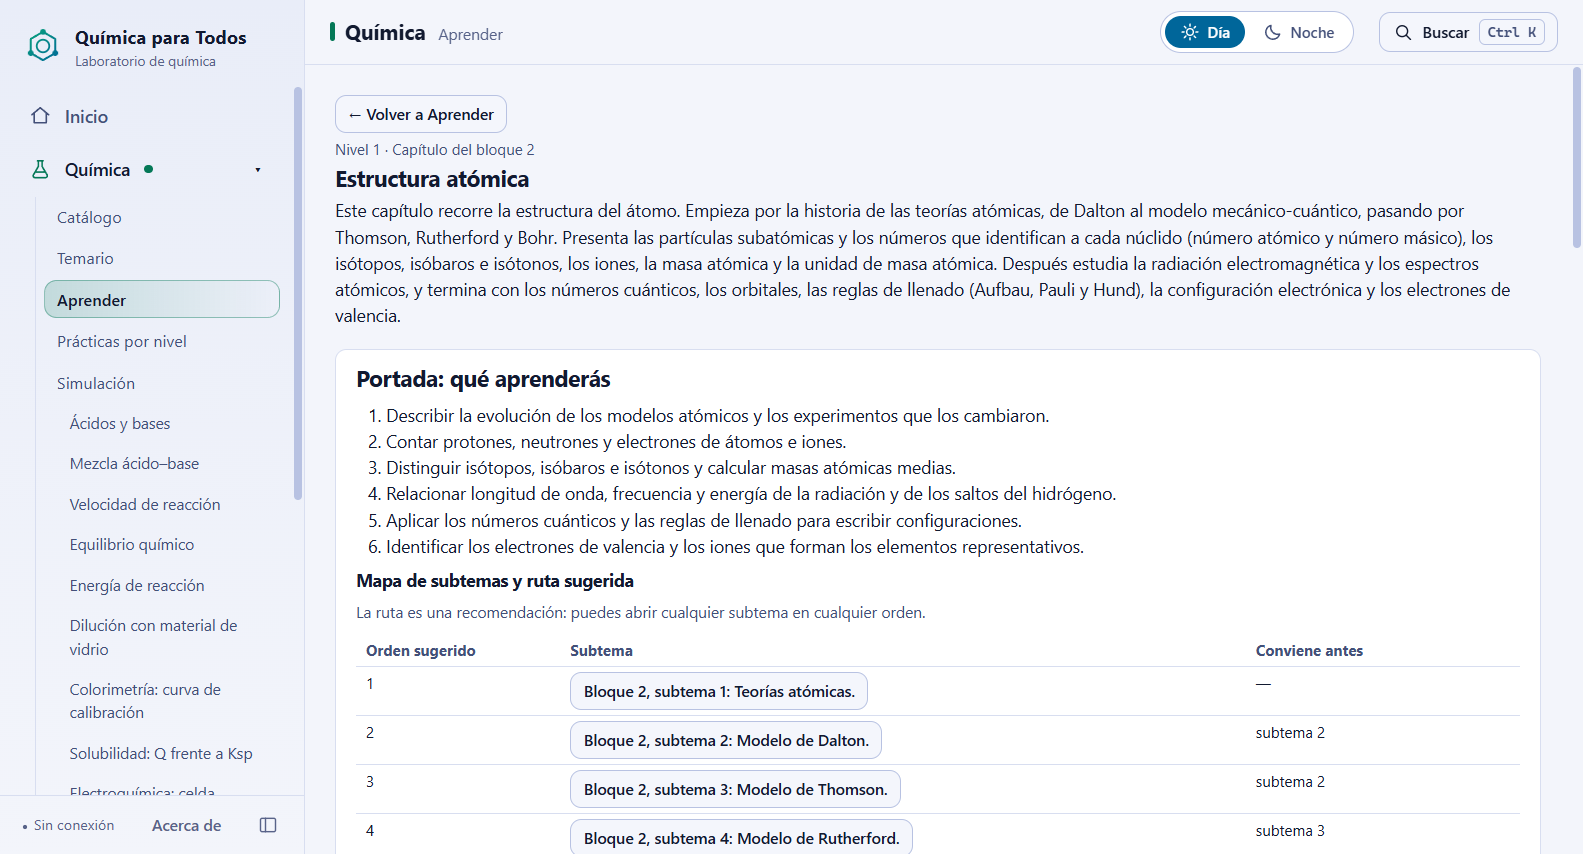 Química para Todos
Laboratorio de química
Inicio
Química
Catálogo
Temario
Aprender
Prácticas por nivel
Simulación
Ácidos y bases
Mezcla ácido–base
Velocidad de reacción
Equilibrio químico
Energía de reacción
Dilución con material de
vidrio
Colorimetría: curva de
calibración
Solubilidad: Q frente a Ksp
Electroquímica: celda
Sin conexión
Acerca de
Química Aprender
Día
Noche
Buscar Ctrl K
← Volver a Aprender
Nivel 1 · Capítulo del bloque 2
Estructura atómica
Este capítulo recorre la estructura del átomo. Empieza por la historia de las teorías atómicas, de Dalton al modelo mecánico-cuántico, pasando por
Thomson, Rutherford y Bohr. Presenta las partículas subatómicas y los números que identifican a cada núclido (número atómico y número másico), los
isótopos, isóbaros e isótonos, los iones, la masa atómica y la unidad de masa atómica. Después estudia la radiación electromagnética y los espectros
atómicos, y termina con los números cuánticos, los orbitales, las reglas de llenado (Aufbau, Pauli y Hund), la configuración electrónica y los electrones de
valencia.
Portada: qué aprenderás
1. Describir la evolución de los modelos atómicos y los experimentos que los cambiaron.
2. Contar protones, neutrones y electrones de átomos e iones.
3. Distinguir isótopos, isóbaros e isótonos y calcular masas atómicas medias.
4. Relacionar longitud de onda, frecuencia y energía de la radiación y de los saltos del hidrógeno.
5. Aplicar los números cuánticos y las reglas de llenado para escribir configuraciones.
6. Identificar los electrones de valencia y los iones que forman los elementos representativos.
Mapa de subtemas y ruta sugerida
La ruta es una recomendación: puedes abrir cualquier subtema en cualquier orden.
Orden sugerido Subtema Conviene antes
1 Bloque 2, subtema 1: Teorías atómicas. —
2 Bloque 2, subtema 2: Modelo de Dalton. subtema 2
3 Bloque 2, subtema 3: Modelo de Thomson. subtema 2
4 Bloque 2, subtema 4: Modelo de Rutherford. subtema 3